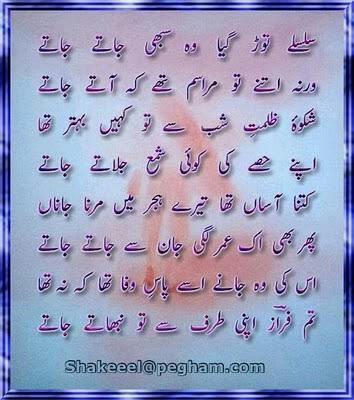 سلسلے توڑ گیا وہ سبھی جاتے جاتے
ورنہ اتنے تو مراسم تھے کہ آتے جاتے
شکوۂ ظلمتِ شب سے تو کہیں بہتر تھا
اپنے حصے کی کوئی شمع جلاتے جاتے
کتنا آساں تھا تیرے ہجر میں مرنا جاناں
پھر بھی اک عمر لگی جان سے جاتے جاتے
اس کی وہ جانے اسے پاسِ وفا تھا کہ نہ تھا
تم فراؔز اپنی طرف سے تو نبھاتے جاتے
Shakeeel@pegham.com